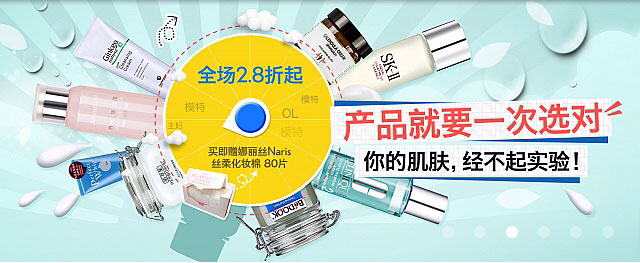 全场2.8折起
模特
模特
OL
主妇
模特
买即赠娜丽丝Naris
丝柔化妆棉 80片
产品就要一次选对
你的肌肤,经不起实验!
Ginkgo
SK-II
BeDOOK